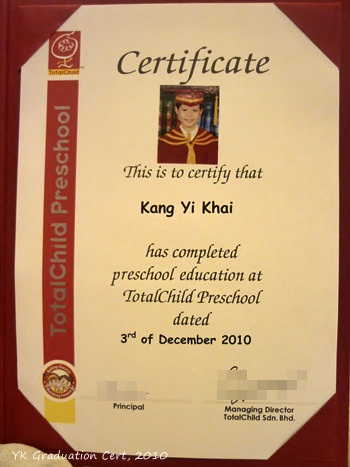 TotalChild
TotalChild Preschool
Certificate
This is to certify that
Kang Yi Khai
has completed
preschool education at
TotalChild Preschool
dated
3rd of December 2010
Principal
Managing Director
TotalChild Sdn. Bhd.
YK Graduation Cert, 2010